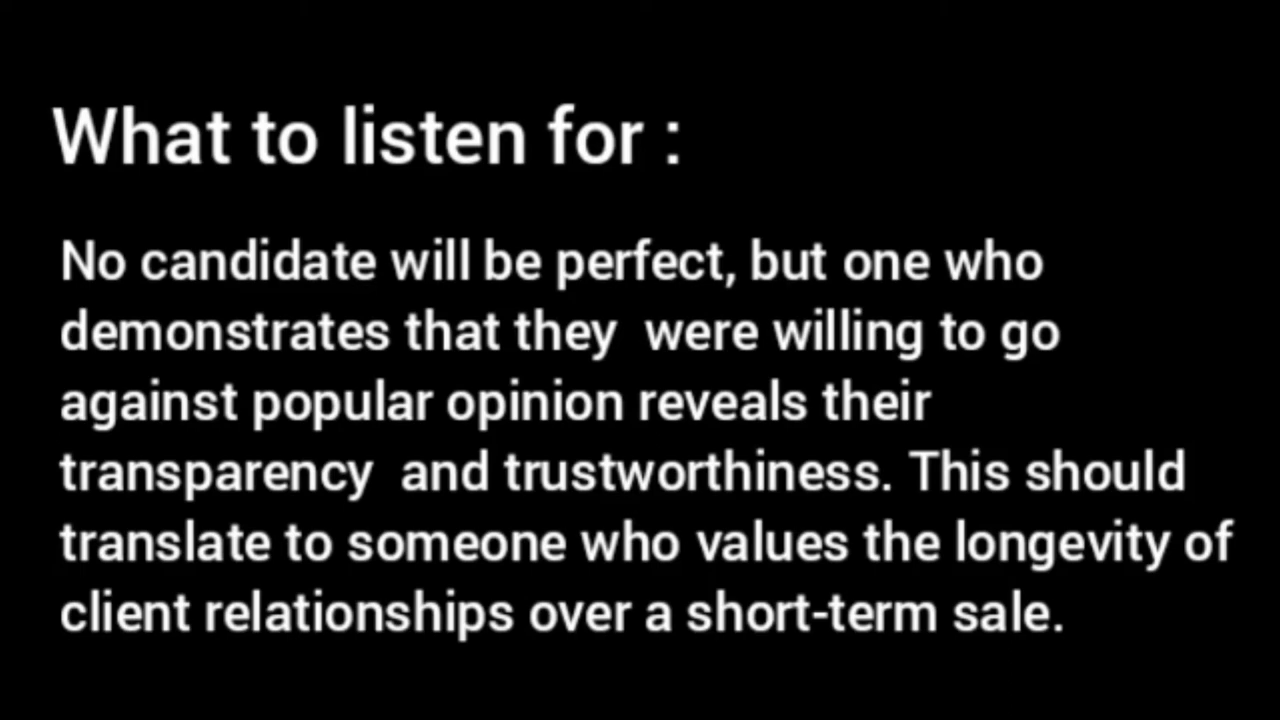 What to listen for :
No candidate will be perfect, but one who
demonstrates that they  were willing to go
against popular opinion reveals their
transparency  and trustworthiness. This should
translate to someone who values the longevity of
client relationships over a short-term sale.